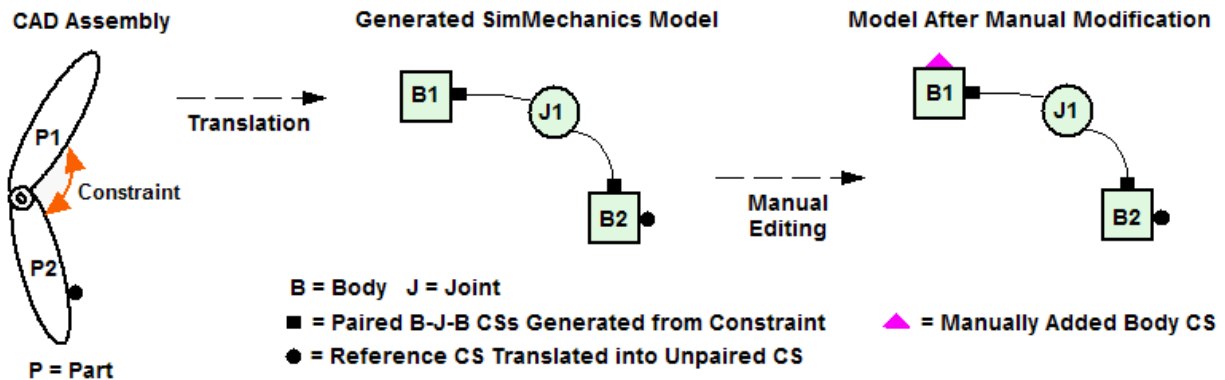 CAD Assembly
Generated SimMechanics Model
Model After Manual Modification
P1
Constraint
P2
Translation
B1
J1
B2
Manual
Editing
B1
J1
B2
B = Body J = Joint
= Paired B-J-B CSs Generated from Constraint
= Manually Added Body CS
= Reference CS Translated into Unpaired CS
P = Part